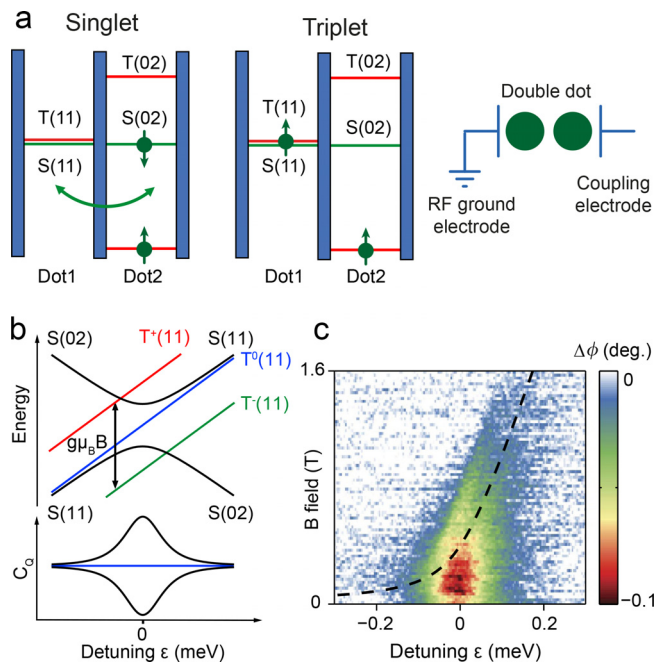 a
Singlet
Triplet
T(02)
T(11)
S(02)
S(11)
Dot1
Dot2
T(02)
T(11)
S(02)
S(11)
Dot1
Dot2
Double dot
RF ground
electrode
Coupling
electrode
b
S(02)
T⁺(11)
S(11)
T⁰(11)
T⁻(11)
Energy
gμ_BB
S(11)
S(02)
C_Q
0
Detuning ε (meV)
c
Δϕ (deg.)
1.6
B field (T)
0
−0.2
0
0.2
Detuning ε (meV)
0
−0.1